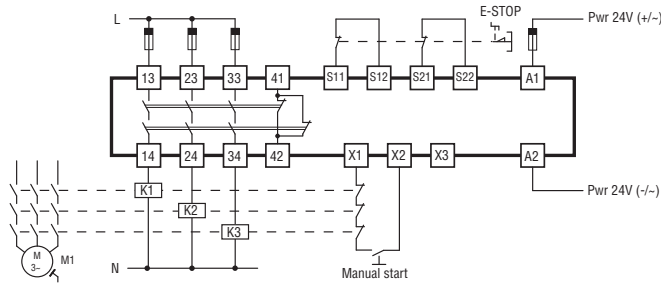 E-STOP
L
Pwr 24V (+/~)
13 23 33 41 S11 S12 S21 S22 A1
14 24 34 42 X1 X2 X3 A2
K1
Pwr 24V (-/~)
K2
K3
M
3~
M1
N
Manual start